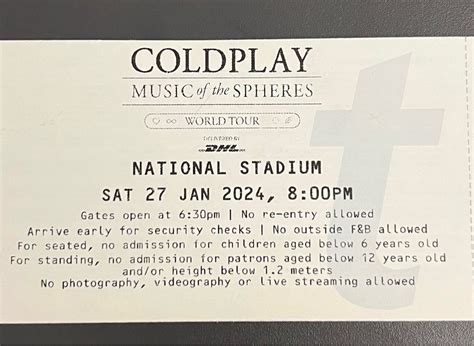 COLDPLAY
MUSIC of the SPHERES
WORLD TOUR
DELIVERED BY
DHL
NATIONAL STADIUM
SAT 27 JAN 2024, 8:00PM
Gates open at 6:30pm | No re-entry allowed
Arrive early for security checks | No outside F&B allowed
For seated, no admission for children aged below 6 years old
For standing, no admission for patrons aged below 12 years old
and/or height below 1.2 meters
No photography, videography or live streaming allowed
t